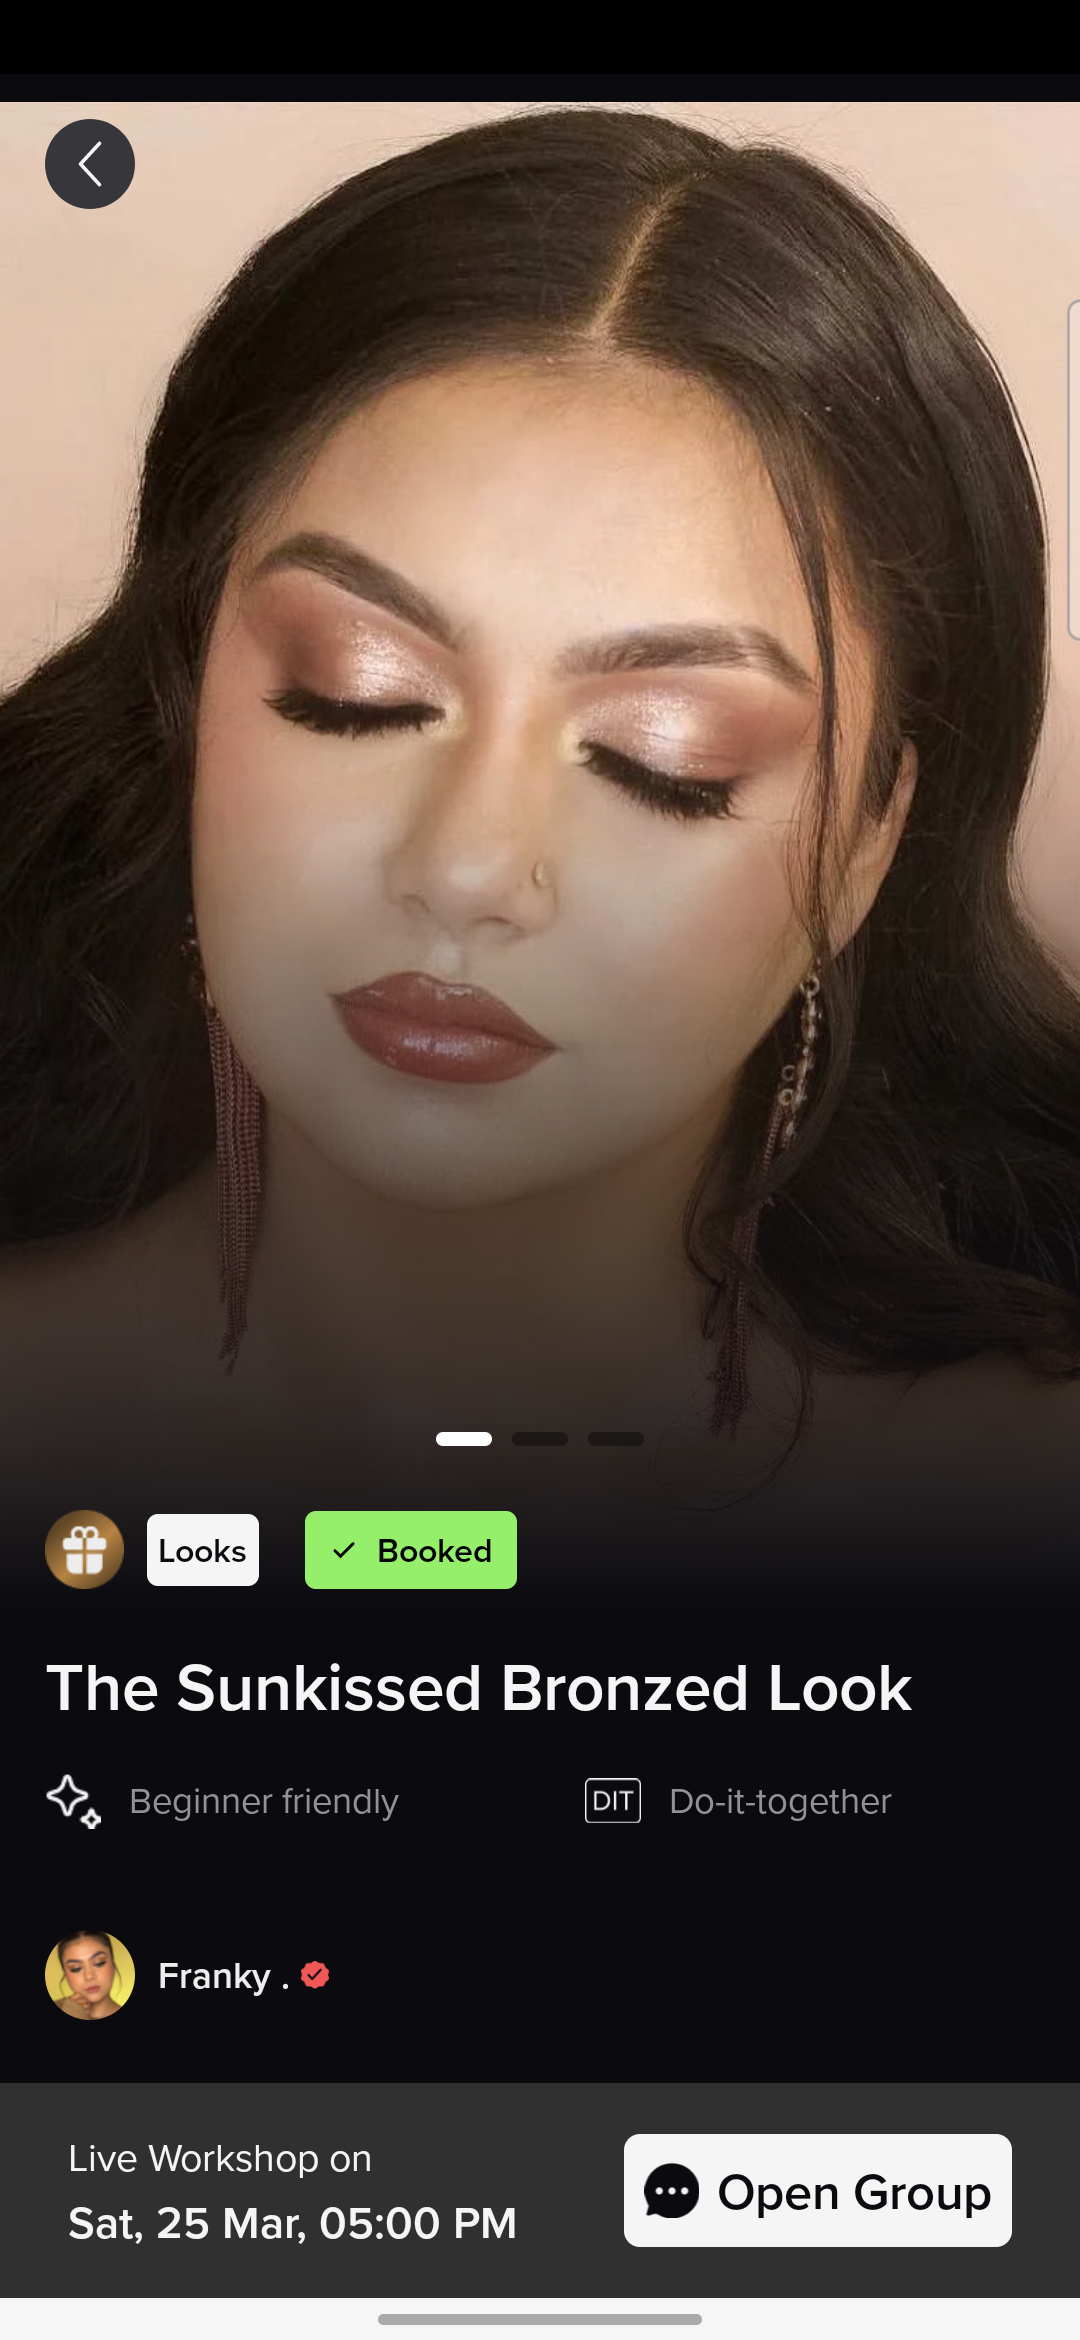 Looks
Booked
The Sunkissed Bronzed Look
Beginner friendly
DIT Do-it-together
Franky .
Live Workshop on
Sat, 25 Mar, 05:00 PM
Open Group